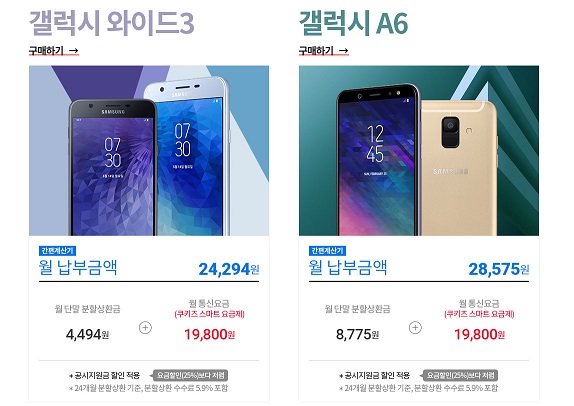 갤럭시 와이드3
구매하기 →
SAMSUNG
07
30
07
30
간편계산기
월 납부금액 24,294원
월 단말 분할상환금
4,494원
+
월 통신요금
(쿠키즈 스마트 요금제)
19,800원
* 공시지원금 할인 적용 요금할인(25%)보다 저렴
* 24개월 분할상환 기준, 분할상환 수수료 5.9% 포함
갤럭시 A6
구매하기 →
12
45
SAMSUNG
간편계산기
월 납부금액 28,575원
월 단말 분할상환금
8,775원
+
월 통신요금
(쿠키즈 스마트 요금제)
19,800원
* 공시지원금 할인 적용 요금할인(25%)보다 저렴
* 24개월 분할상환 기준, 분할상환 수수료 5.9% 포함